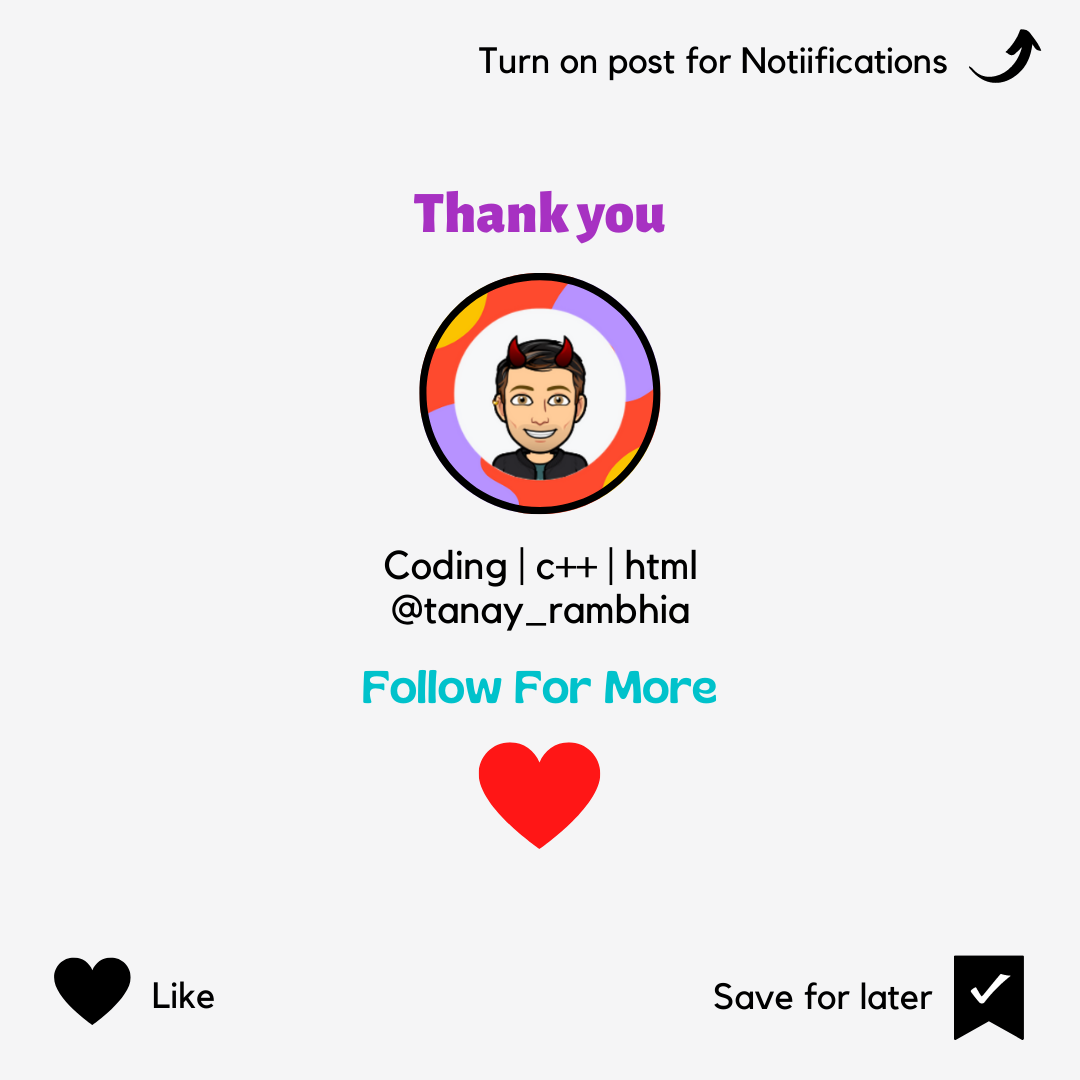 Turn on post for Notiifications
Thank you
Coding | c++ | html
@tanay_rambhia
Follow For More
Like
Save for later